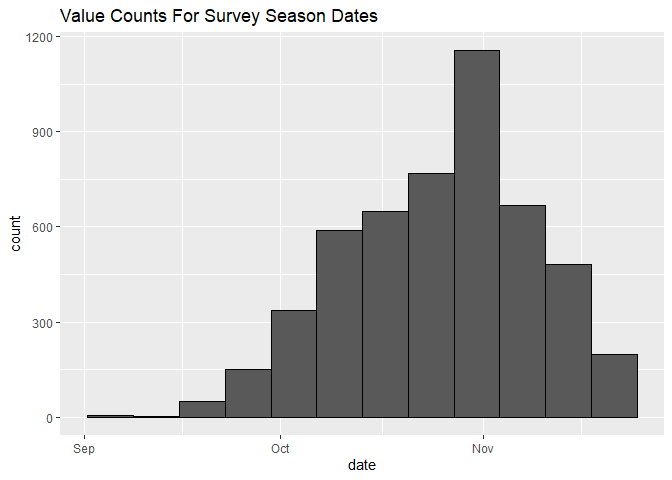 Value Counts For Survey Season Dates
1200
900
600
300
0
count
Sep
Oct
Nov
date